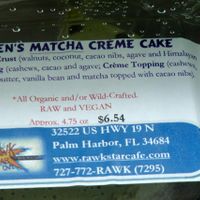 EN'S MATCHA CREME CAKE
rust (walnuts, coconut, cacao nibs, agave and Himalayan
g (cashews, cacao and agave; Crème Topping (cashews,
utter, vanilla bean and matcha topped with cacao nibs)
*All Organic and/or Wild-Crafted.
RAW and VEGAN
Approx. 4.75 oz $6.54
32522 US HWY 19 N
Palm Harbor, FL 34684
www.rawkstarcafe.com
727-772-RAWK (7295)